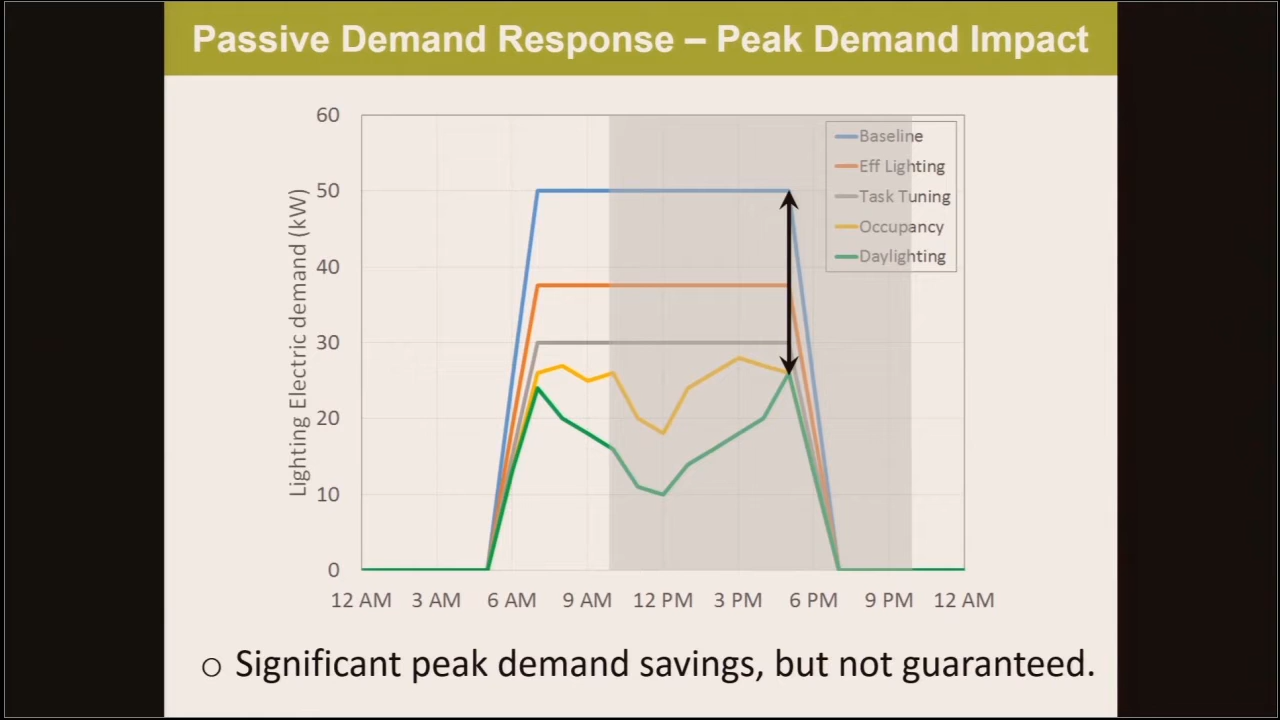 Passive Demand Response – Peak Demand Impact
60
50
40
30
20
10
0
Lighting Electric demand (kW)
Baseline
Eff Lighting
Task Tuning
Occupancy
Daylighting
12 AM 3 AM 6 AM 9 AM 12 PM 3 PM 6 PM 9 PM 12 AM
o Significant peak demand savings, but not guaranteed.